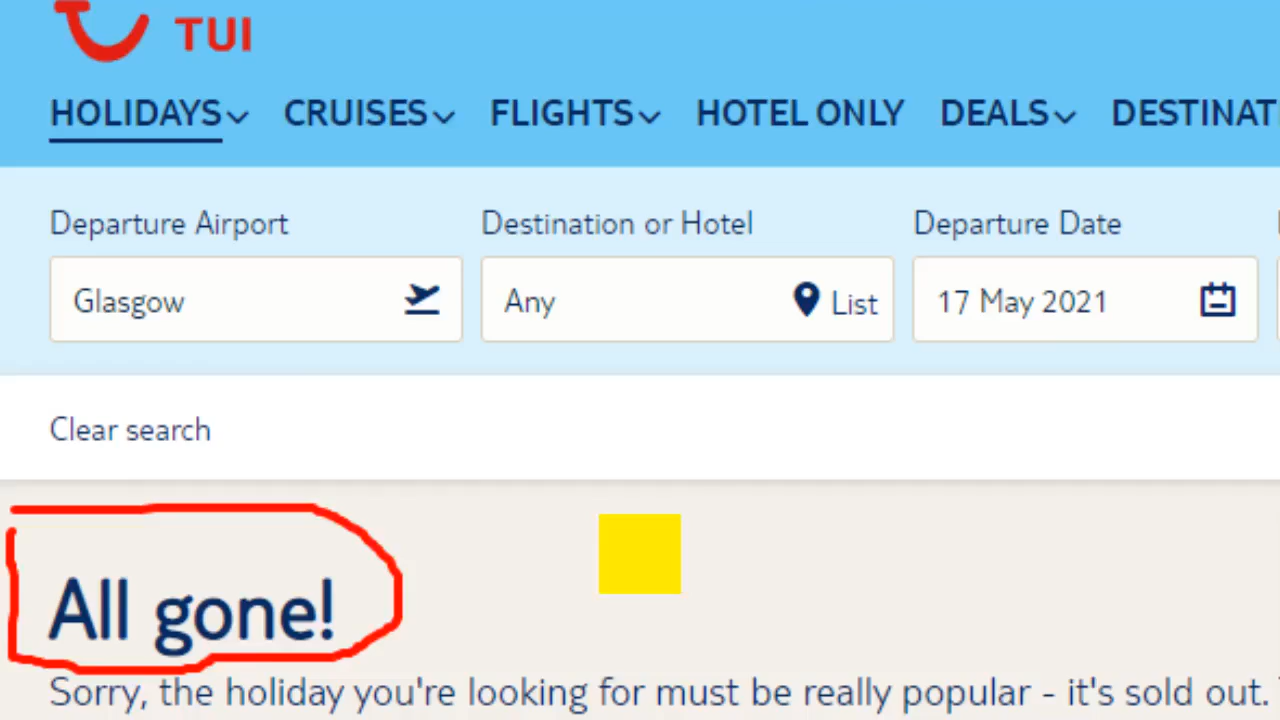 TUI
HOLIDAYS CRUISES FLIGHTS HOTEL ONLY DEALS DESTINAT
Departure Airport Destination or Hotel Departure Date
Glasgow Any List 17 May 2021
Clear search
All gone!
Sorry, the holiday you're looking for must be really popular - it's sold out.